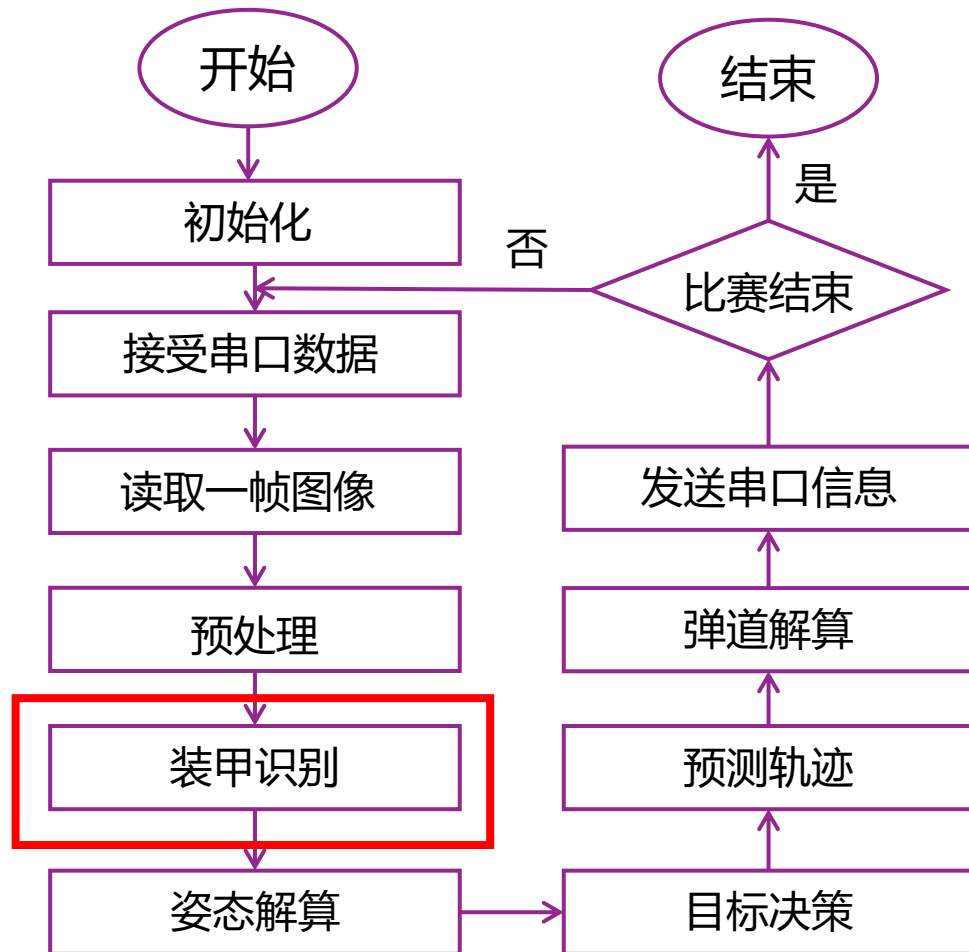 开始
初始化
接受串口数据
读取一帧图像
预处理
装甲识别
姿态解算
目标决策
预测轨迹
弹道解算
发送串口信息
比赛结束
否
是
结束